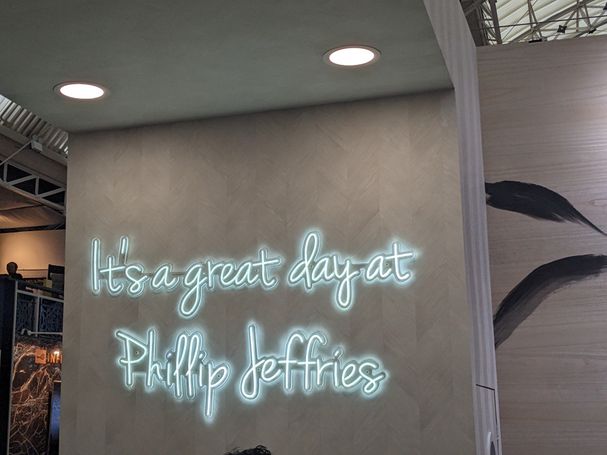 It's a great day at
Phillip Jeffries